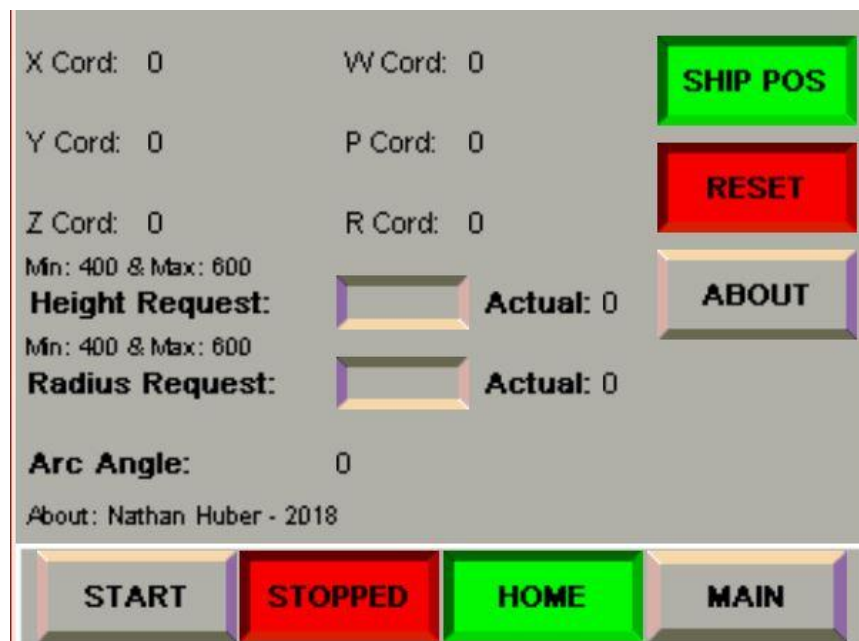 X Cord: 0 W Cord: 0
SHIP POS
Y Cord: 0 P Cord: 0
RESET
Z Cord: 0 R Cord: 0
Min: 400 & Max: 600
Height Request: Actual: 0
ABOUT
Min: 400 & Max: 600
Radius Request: Actual: 0
Arc Angle: 0
About: Nathan Huber - 2018
START STOPPED HOME MAIN